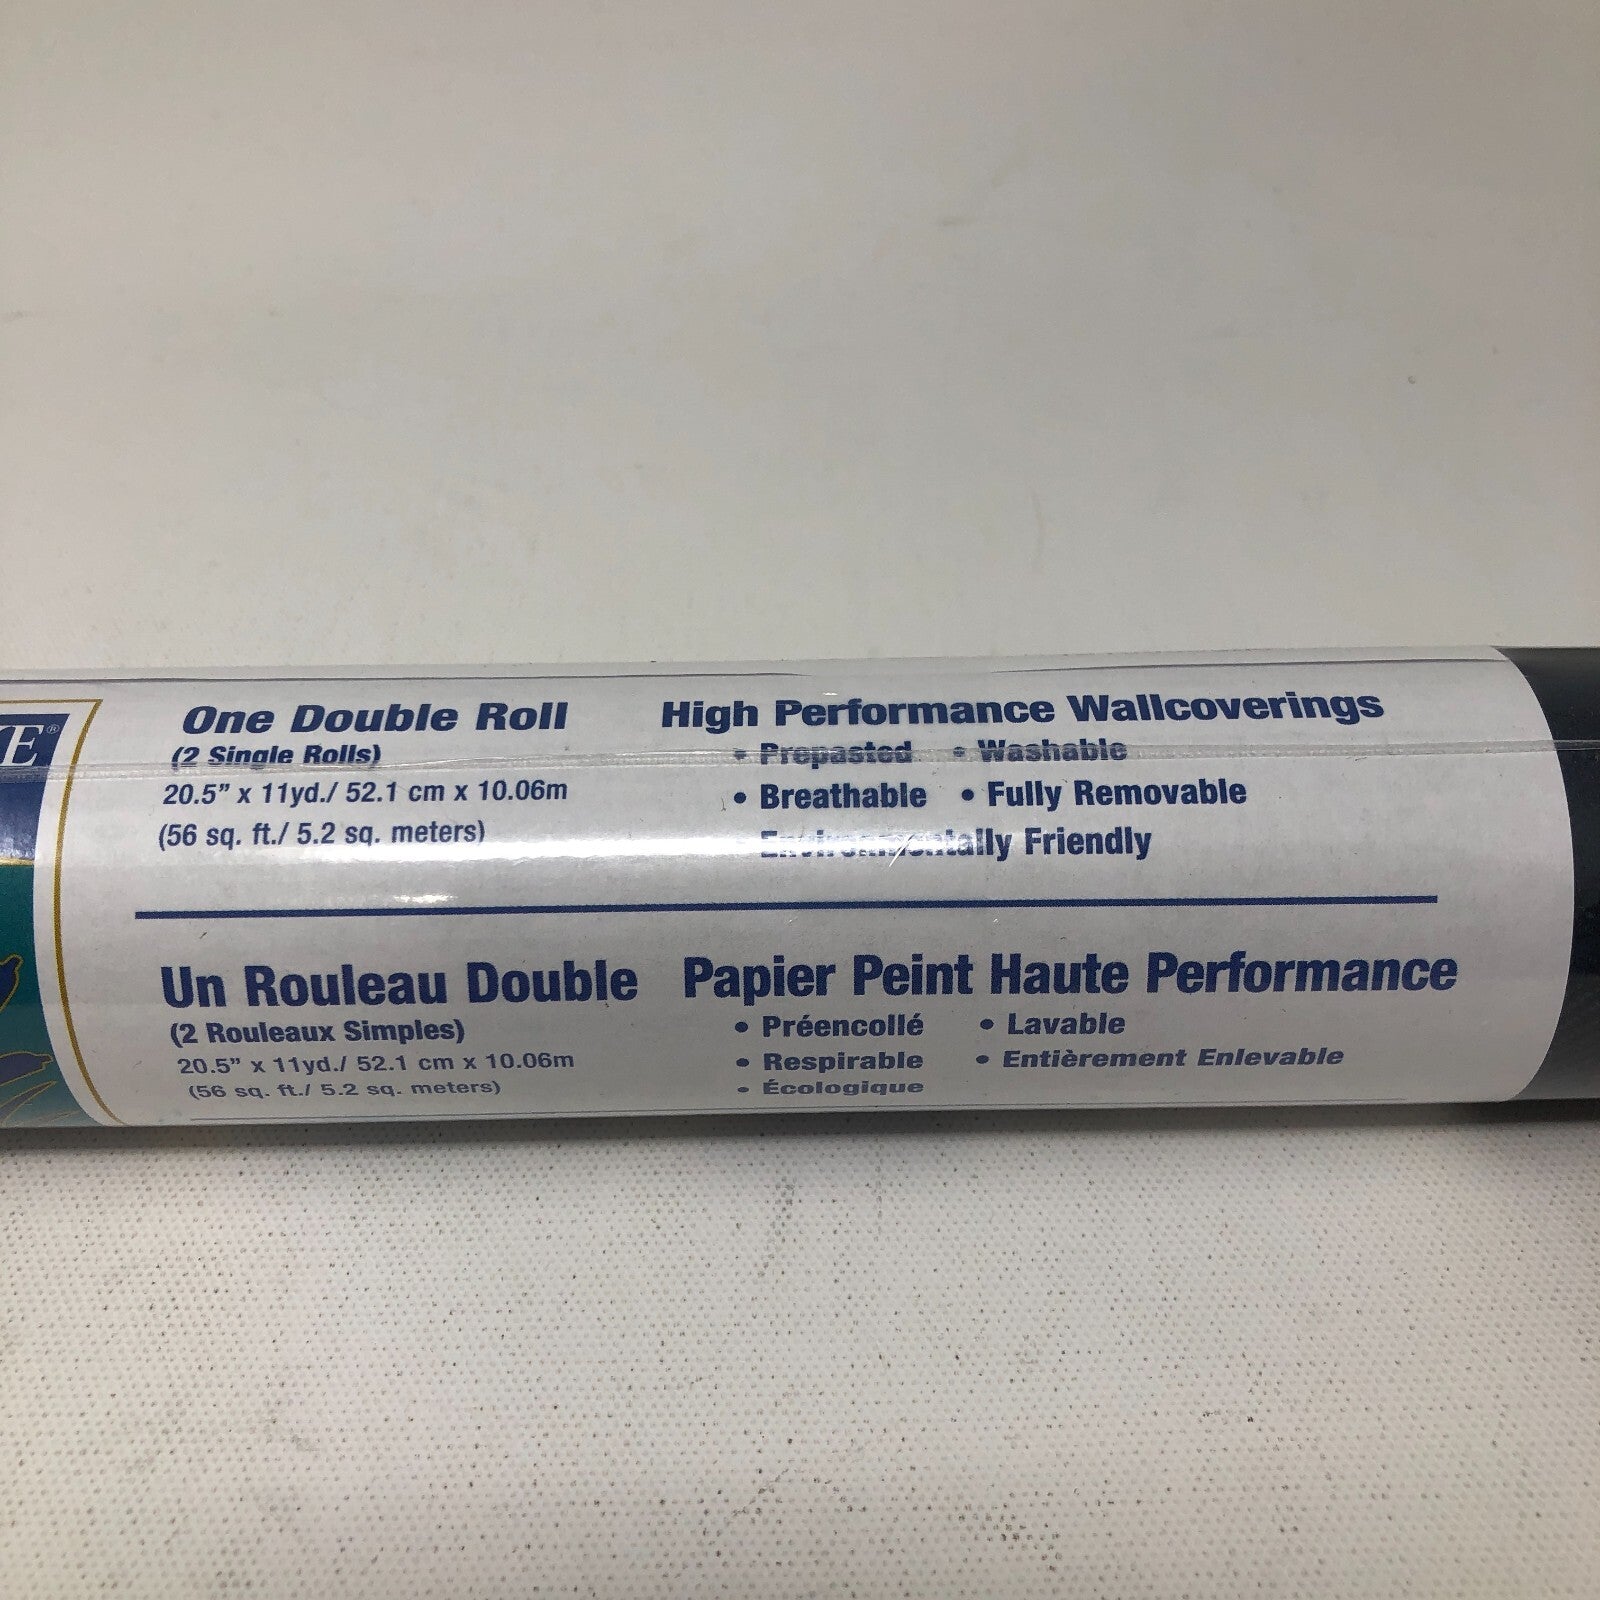 E®
One Double Roll
(2 Single Rolls)
20.5” x 11yd./ 52.1 cm x 10.06m
(56 sq. ft./ 5.2 sq. meters)
High Performance Wallcoverings
• Prepasted • Washable
• Breathable • Fully Removable
Environmentally Friendly
Un Rouleau Double
(2 Rouleaux Simples)
20.5” x 11yd./ 52.1 cm x 10.06m
(56 sq. ft./ 5.2 sq. meters)
Papier Peint Haute Performance
• Préencollé • Lavable
• Respirable • Entièrement Enlevable
• Écologique